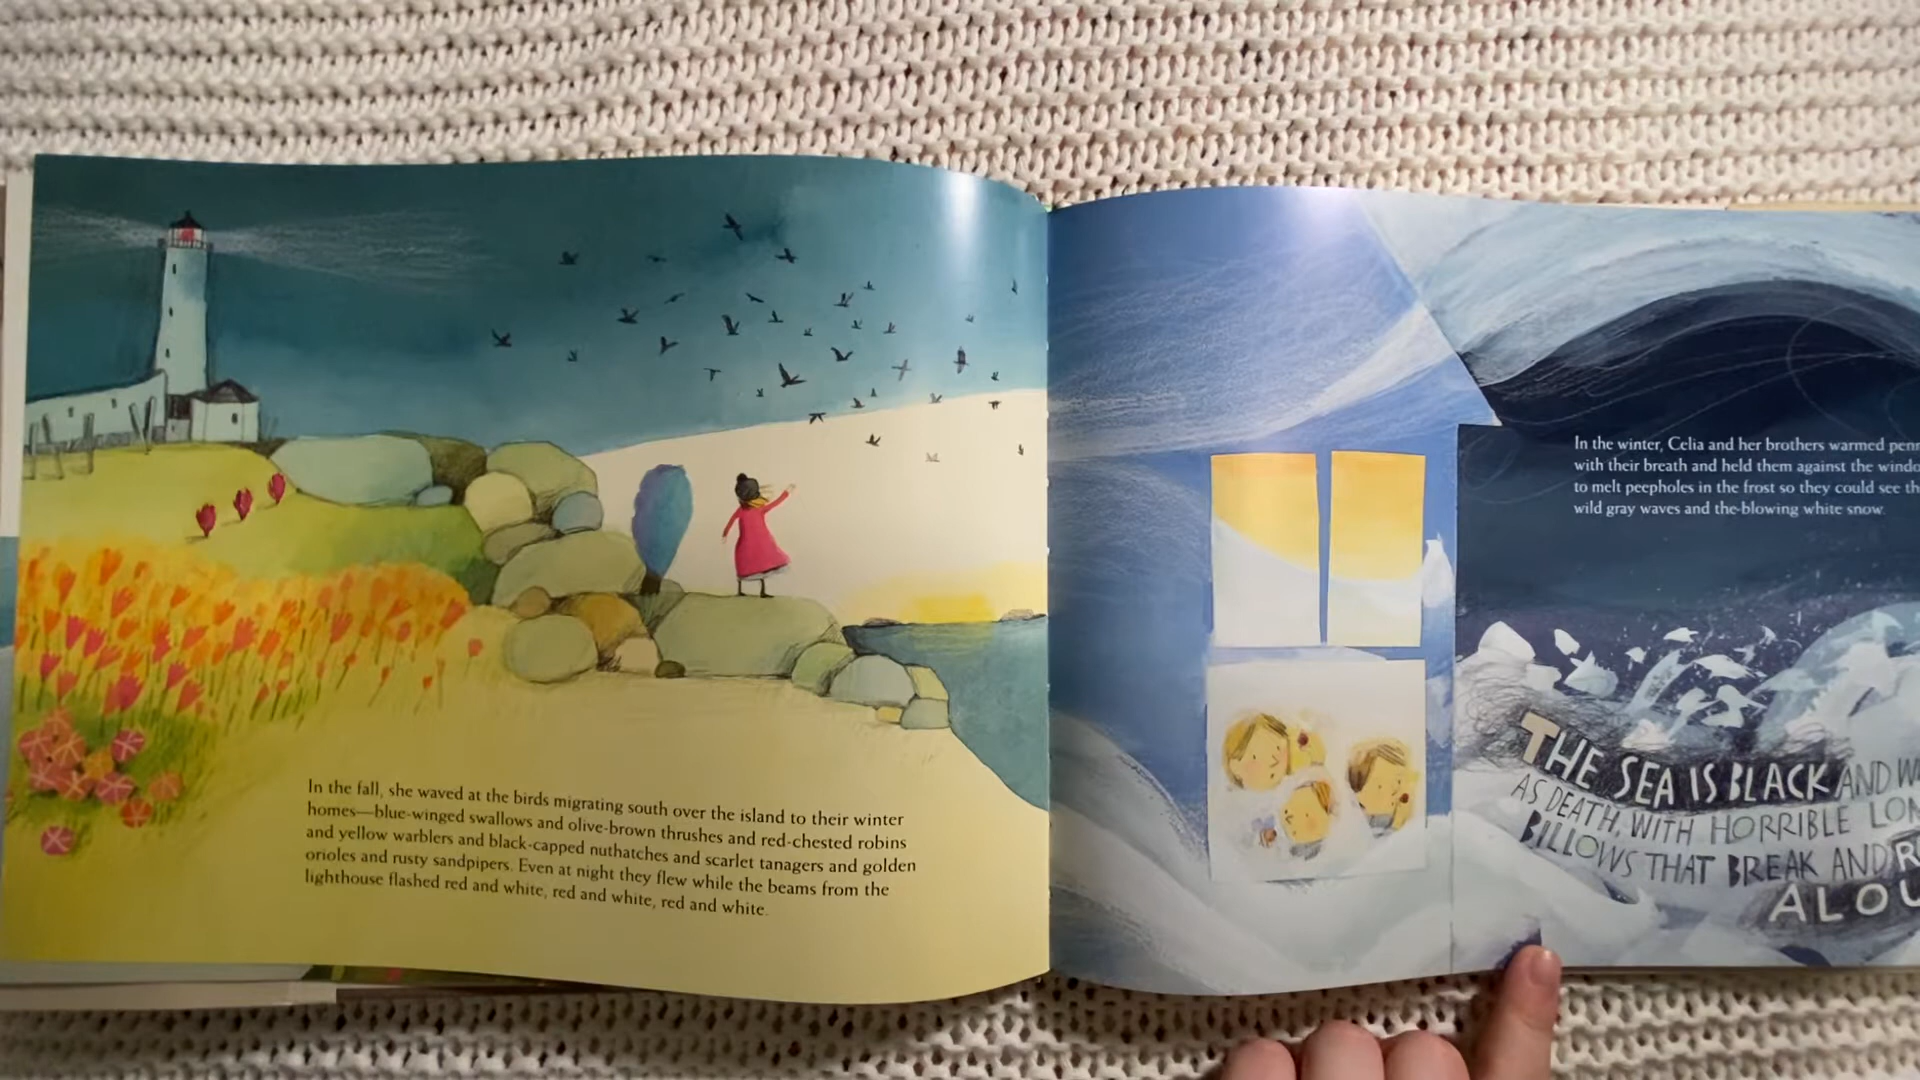 In the fall, she waved at the birds migrating south over the island to their winter
homes—blue-winged swallows and olive-brown thrushes and red-chested robins
and yellow warblers and black-capped nuthatches and scarlet tanagers and golden
orioles and rusty sandpipers. Even at night they flew while the beams from the
lighthouse flashed red and white, red and white, red and white.
In the winter, Celia and her brothers warmed
with their breath and held them against the
to melt peepholes in the frost so they could see
wild gray waves and the blowing white snow.
THE SEA IS BLACK AND
AS DEATH, WITH HORRIBLE
BILLOWS THAT BREAK AND